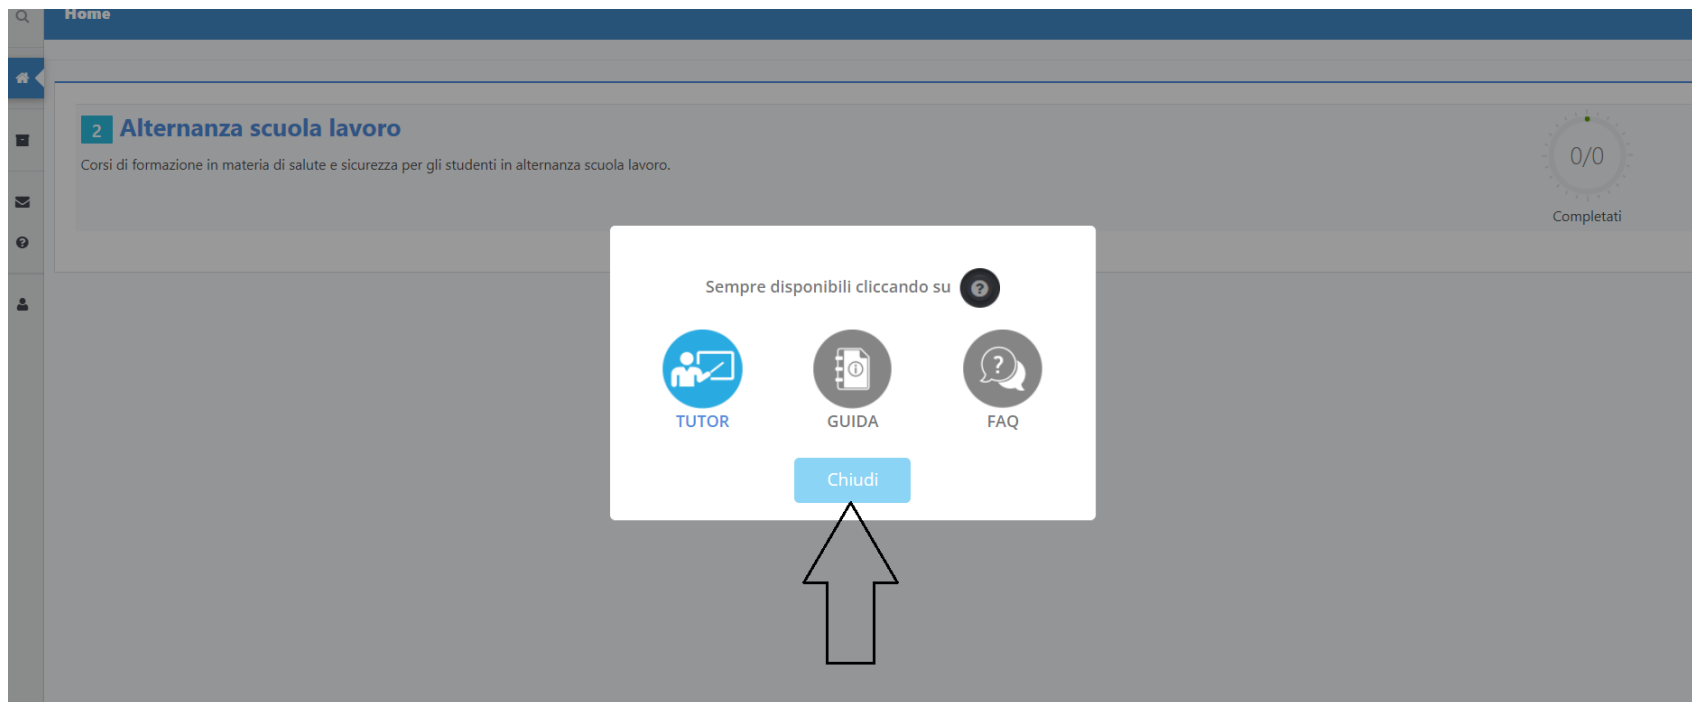 Home
2 Alternanza scuola lavoro
Corsi di formazione in materia di salute e sicurezza per gli studenti in alternanza scuola lavoro.
0/0
Completati
Sempre disponibili cliccando su ?
TUTOR
GUIDA
FAQ
Chiudi